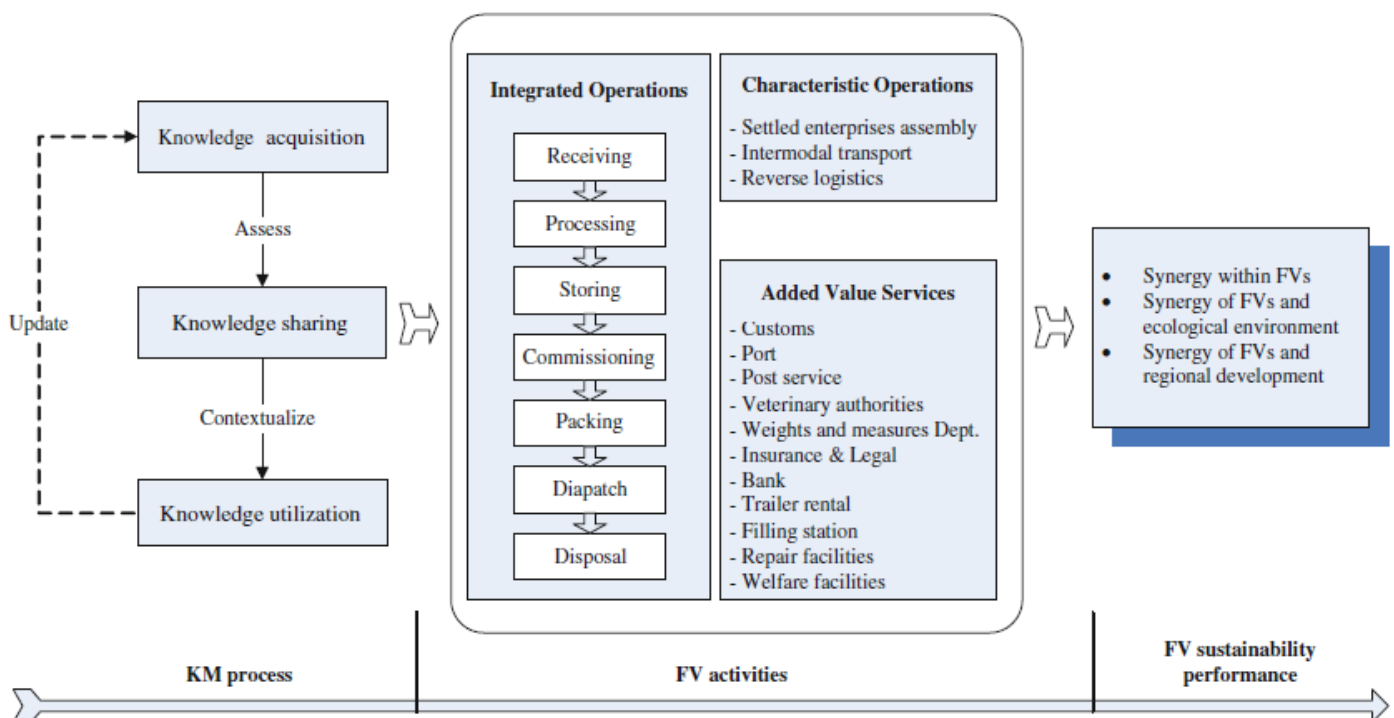 Knowledge acquisition
Assess
Knowledge sharing
Update
Contextualize
Knowledge utilization
Integrated Operations
Receiving
Processing
Storing
Commissioning
Packing
Diapatch
Disposal
Characteristic Operations
- Settled enterprises assembly
- Intermodal transport
- Reverse logistics
Added Value Services
- Customs
- Port
- Post service
- Veterinary authorities
- Weights and measures Dept.
- Insurance & Legal
- Bank
- Trailer rental
- Filling station
- Repair facilities
- Welfare facilities
• Synergy within FVs
• Synergy of FVs and
ecological environment
• Synergy of FVs and
regional development
KM process
FV activities
FV sustainability
performance